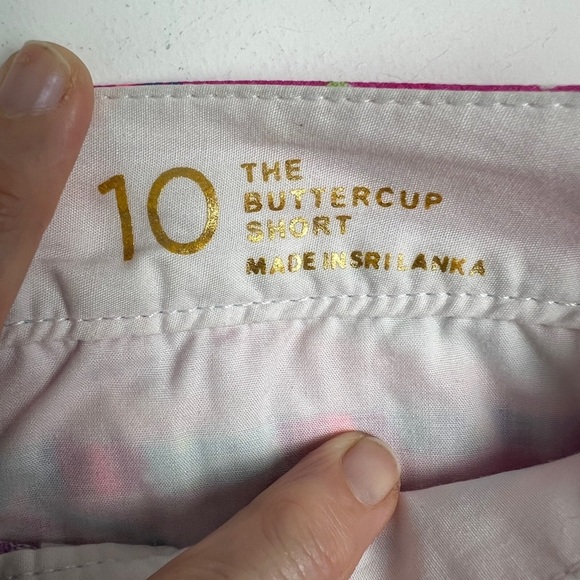 10
THE
BUTTERCUP
SHORT
MADE IN SRI LANKA